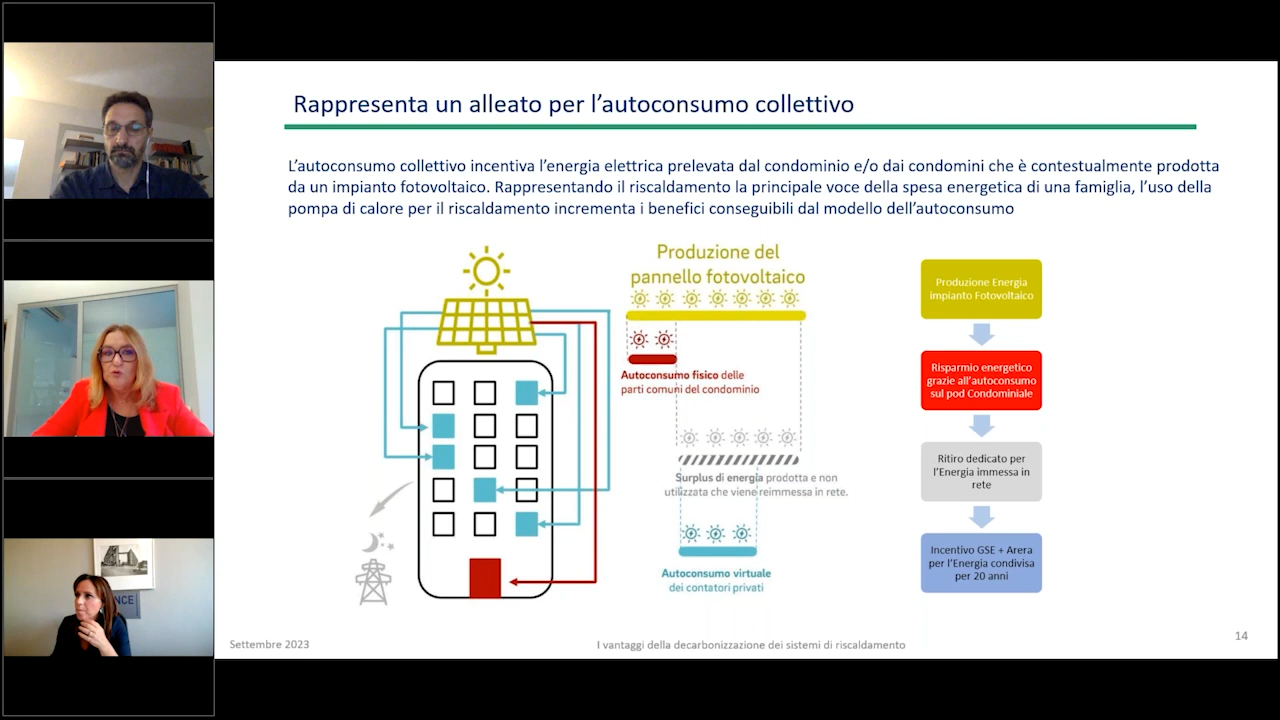 Rappresenta un alleato per l'autoconsumo collettivo
L'autoconsumo collettivo incentiva l'energia elettrica prelevata dal condominio e/o dai condomini che è contestualmente prodotta
da un impianto fotovoltaico. Rappresentando il riscaldamento la principale voce della spesa energetica di una famiglia, l'uso della
pompa di calore per il riscaldamento incrementa i benefici conseguibili dal modello dell'autoconsumo
Produzione del
pannello fotovoltaico
Autoconsumo fisico delle
parti comuni del condominio
Surplus di energia prodotta e non
utilizzata che viene reimmessa in rete.
Autoconsumo virtuale
dei contatori privati
Produzione Energia
impianto Fotovoltaico
Risparmio energetico
grazie all'autoconsumo
sul pod Condominiale
Ritiro dedicato per
l'Energia immessa in
rete
Incentivo GSE + Arera
per l'Energia condivisa
per 20 anni
Settembre 2023
I vantaggi della decarbonizzazione dei sistemi di riscaldamento
14